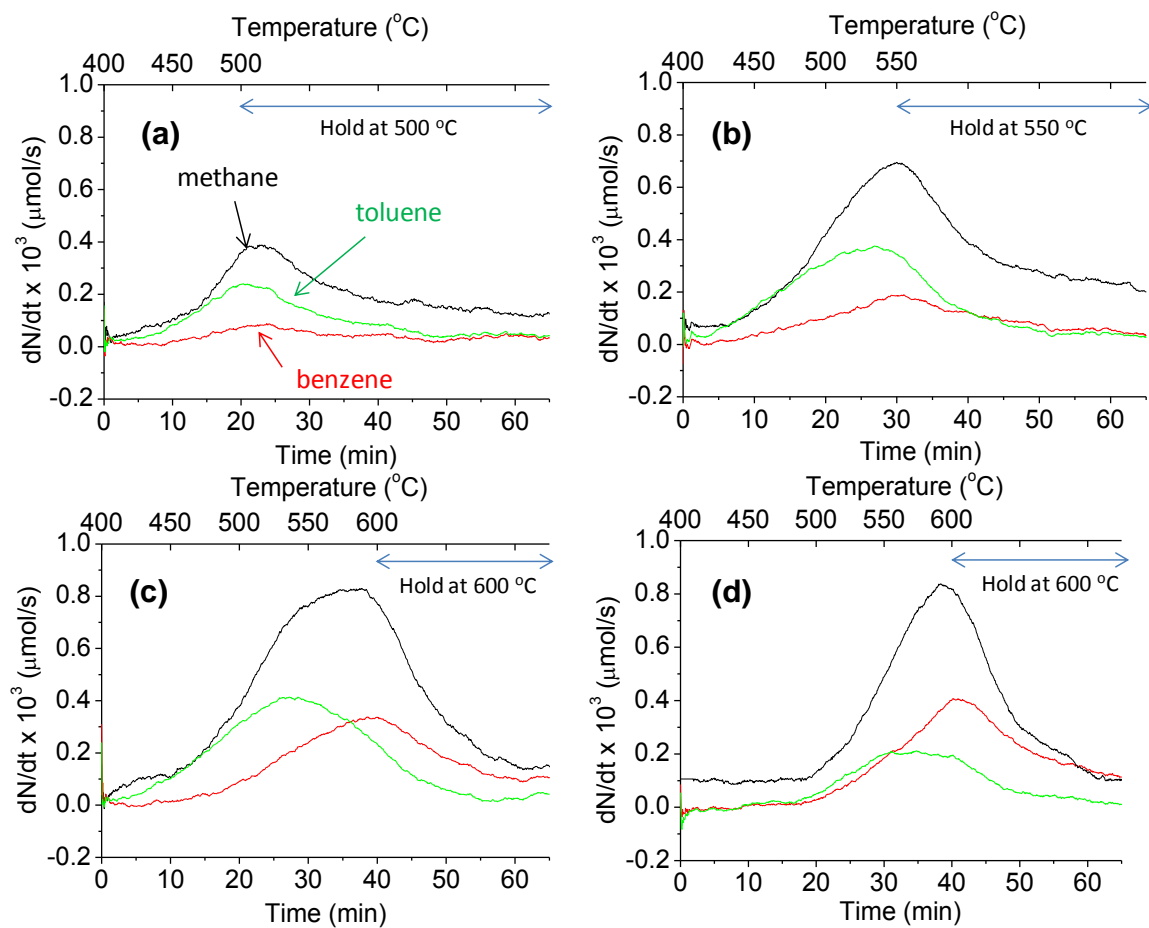 Temperature (°C)
400 450 500
1.0
0.8
0.6
0.4
0.2
0.0
-0.2
dN/dt x 10³ (μmol/s)
(a)
Hold at 500 °C
methane
toluene
benzene
0 10 20 30 40 50 60
Time (min)
Temperature (°C)
400 450 500 550
1.0
0.8
0.6
0.4
0.2
0.0
-0.2
dN/dt x 10³ (μmol/s)
(b)
Hold at 550 °C
0 10 20 30 40 50 60
Time (min)
Temperature (°C)
400 450 500 550 600
1.0
0.8
0.6
0.4
0.2
0.0
-0.2
dN/dt x 10³ (μmol/s)
(c)
Hold at 600 °C
0 10 20 30 40 50 60
Time (min)
Temperature (°C)
400 450 500 550 600
1.0
0.8
0.6
0.4
0.2
0.0
-0.2
dN/dt x 10³ (μmol/s)
(d)
Hold at 600 °C
0 10 20 30 40 50 60
Time (min)